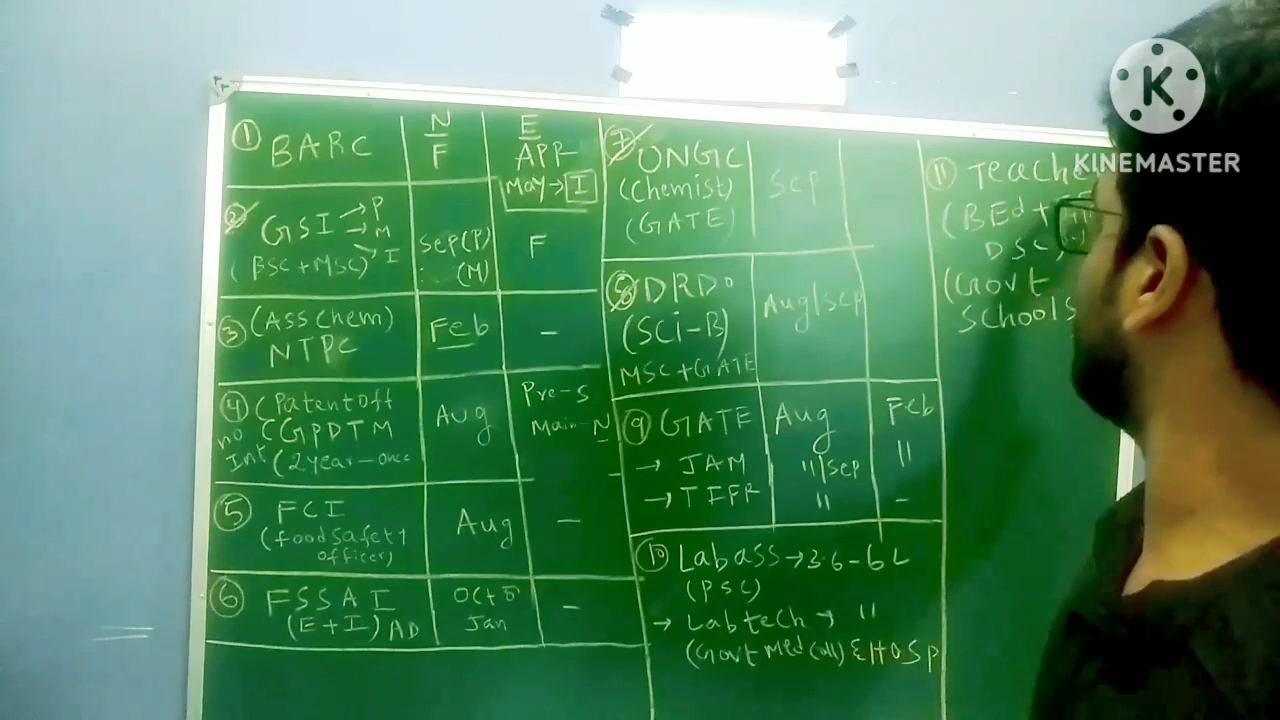 ① BARC
N
F
E
APP
May → I
② GSI → P
→ M
→ I
(BSC + MSC)
Sep (P)
(M)
F
③ (Ass Chem)
NTPC
Feb
-
④ (Patent Off
CGPDTM
no
Int (2 year - once
Aug
Pre - S
Main - N
⑤ FCI
(food Safety
officer)
Aug
-
⑥ FSSAI
(E + I) AD
Oct
Jan
-
⑦ ONGC
(Chemist)
(GATE)
Sep
⑧ DRDO
(SCI-B)
MSC + GATE
Aug/Sep
⑨ GATE
Aug
Feb
→ JAM
"/Sep
"
→ TIFR
"
-
⑩ Lab ass → 3.6 - 6 L
(PSC)
→ Lab tech → "
(Govt Med Coll) & HOSP
⑪ Teach
(BEd +
DSC)
(Govt
Schools
K
KINEMASTER